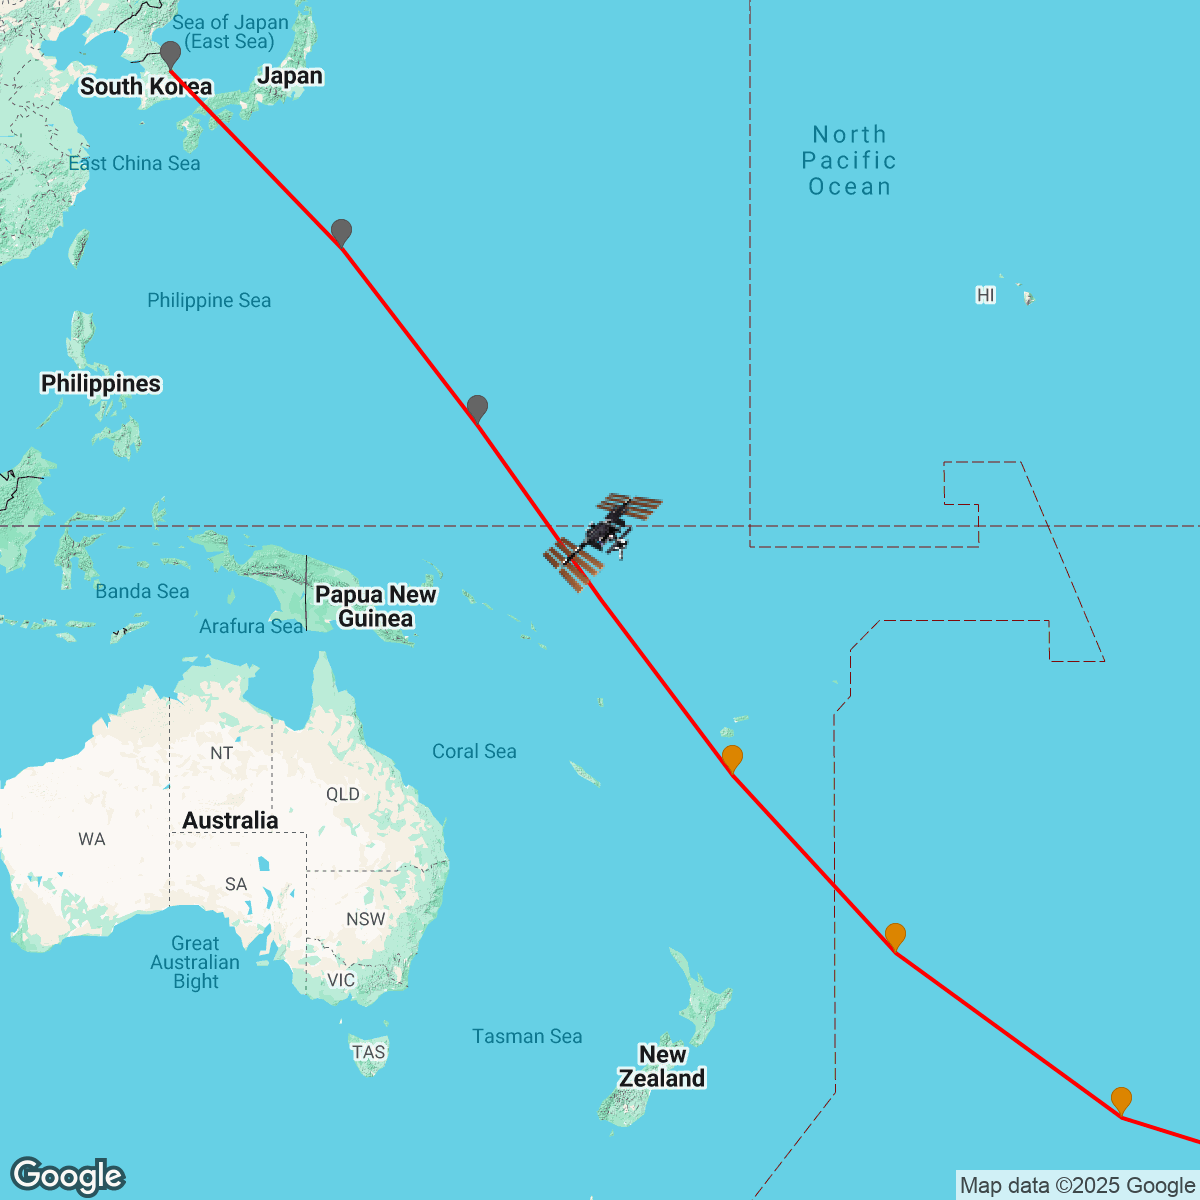 Sea of Japan
(East Sea)
South Korea
Japan
North
Pacific
Ocean
East China Sea
Philippine Sea
HI
Philippines
Banda Sea
Papua New
Guinea
Arafura Sea
NT
Coral Sea
QLD
Australia
WA
SA
NSW
Great
Australian
Bight
VIC
Tasman Sea
TAS
New
Zealand
Google
Map data ©2025 Google